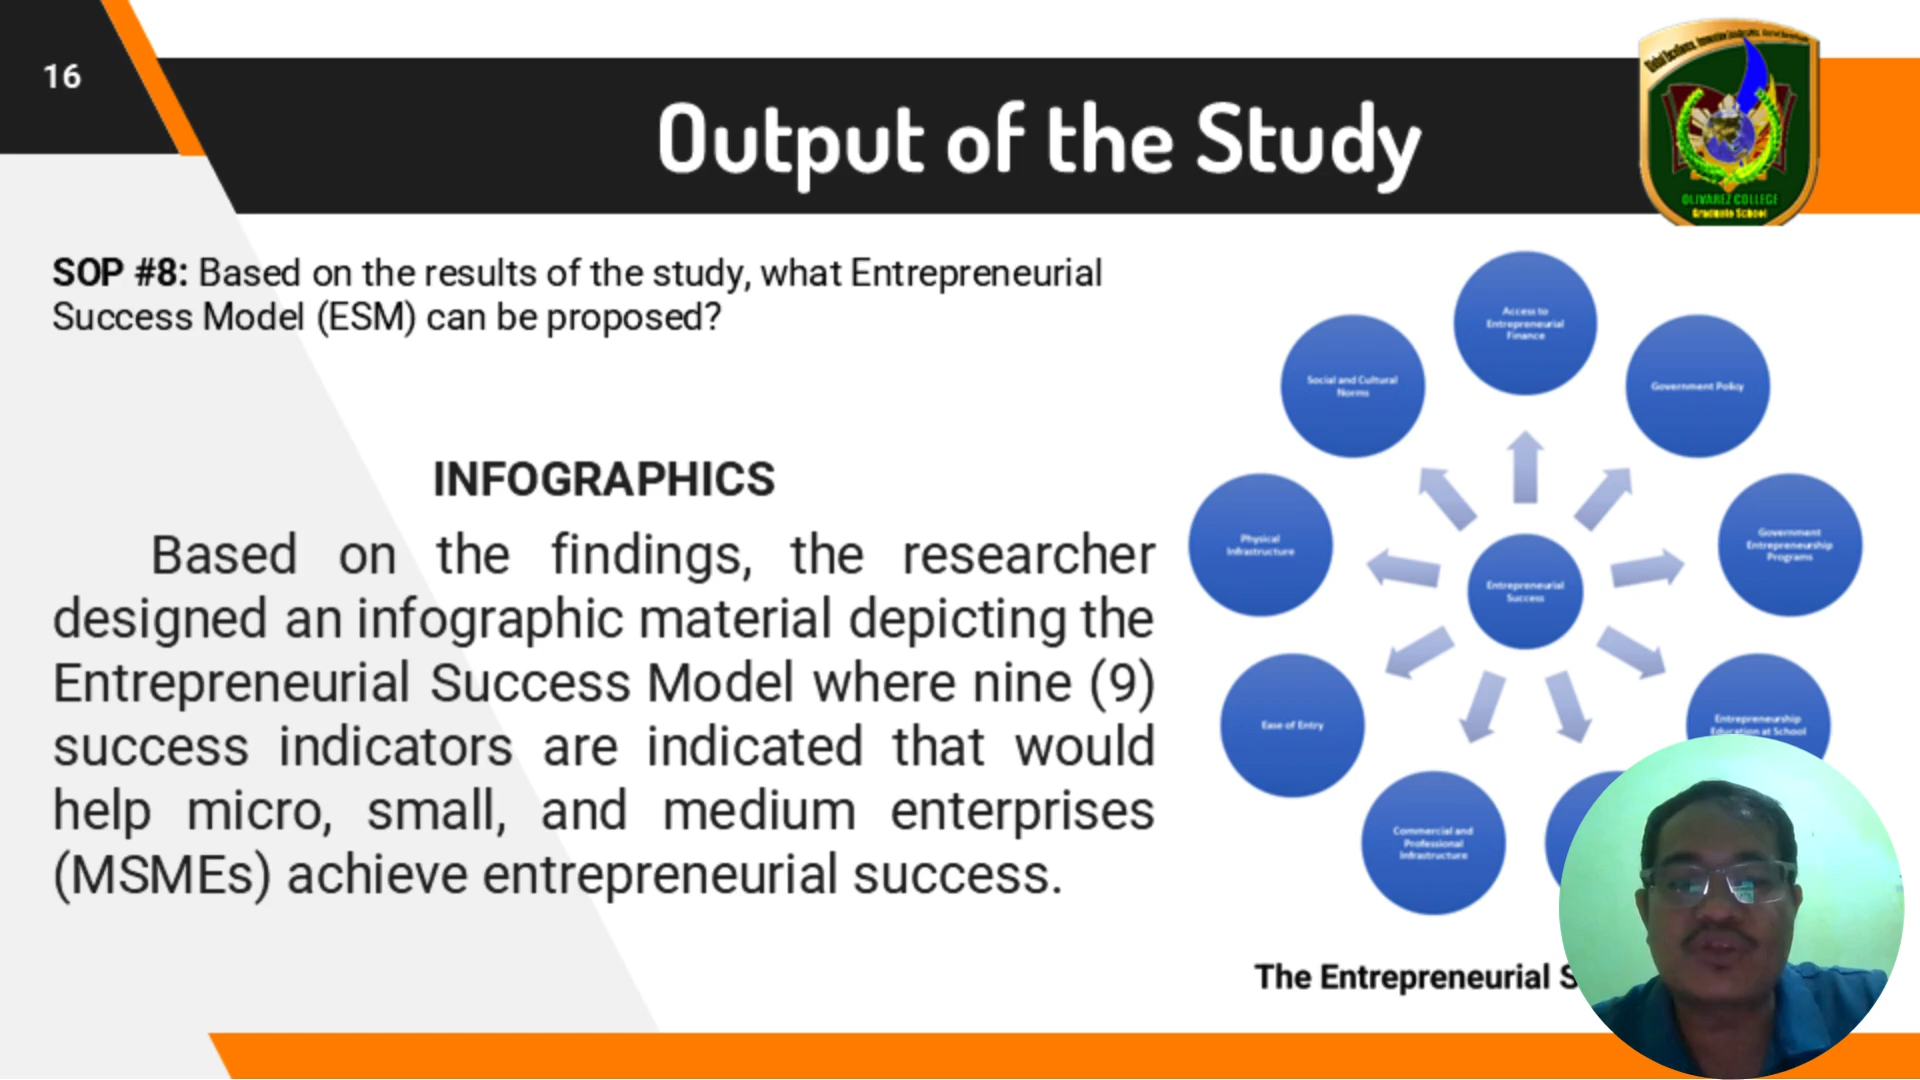 16
Output of the Study
OLIVAREZ COLLEGE
Graduate School
SOP #8: Based on the results of the study, what Entrepreneurial
Success Model (ESM) can be proposed?
INFOGRAPHICS
Based on the findings, the researcher
designed an infographic material depicting the
Entrepreneurial Success Model where nine (9)
success indicators are indicated that would
help micro, small, and medium enterprises
(MSMEs) achieve entrepreneurial success.
Access to
Entrepreneurial
Finance
Government Policy
Government
Entrepreneurship
Programs
Entrepreneurship
Education at School
Commercial and
Professional
Infrastructure
Ease of Entry
Physical
Infrastructure
Social and Cultural
Norms
Entrepreneurial
Success
The Entrepreneurial S